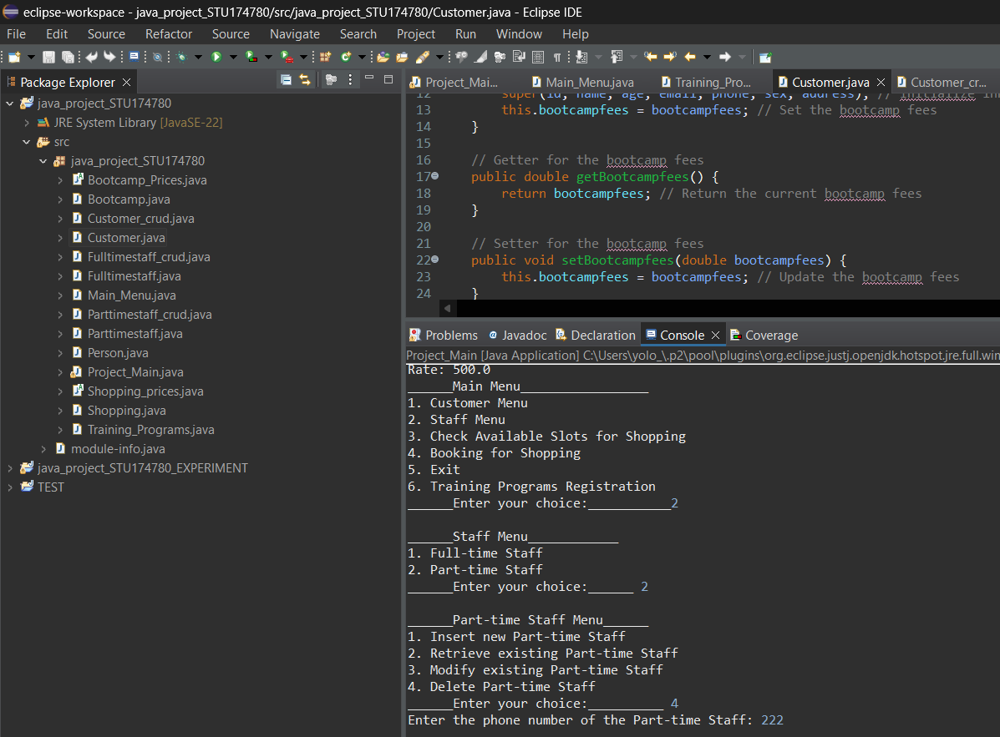 eclipse-workspace - java_project_STU174780/src/java_project_STU174780/Customer.java - Eclipse IDE
File Edit Source Refactor Source Navigate Search Project Run Window Help
Package Explorer
java_project_STU174780
JRE System Library [JavaSE-22]
src
java_project_STU174780
Bootcamp_Prices.java
Bootcamp.java
Customer_crud.java
Customer.java
Fulltimestaff_crud.java
Fulltimestaff.java
Main_Menu.java
Parttimestaff_crud.java
Parttimestaff.java
Person.java
Project_Main.java
Shopping_prices.java
Shopping.java
Training_Programs.java
module-info.java
java_project_STU174780_EXPERIMENT
TEST
Project_Mai... Main_Menu.java Training_Pro... Customer.java Customer_cr...
12 super(id, name, age, email, phone, sex, address); // Initialize
13 this.bootcampfees = bootcampfees; // Set the bootcamp fees
14 }
15
16 // Getter for the bootcamp fees
17 public double getBootcampfees() {
18 return bootcampfees; // Return the current bootcamp fees
19 }
20
21 // Setter for the bootcamp fees
22 public void setBootcampfees(double bootcampfees) {
23 this.bootcampfees = bootcampfees; // Update the bootcamp fees
24 }
Problems Javadoc Declaration Console Coverage
Project_Main [Java Application] C:\Users\yolo_\.p2\pool\plugins\org.eclipse.justj.openjdk.hotspot.jre.full.win
Rate: 500.0
______Main Menu_________________
1. Customer Menu
2. Staff Menu
3. Check Available Slots for Shopping
4. Booking for Shopping
5. Exit
6. Training Programs Registration
______Enter your choice:___________2
______Staff Menu____________
1. Full-time Staff
2. Part-time Staff
______Enter your choice:______ 2
______Part-time Staff Menu______
1. Insert new Part-time Staff
2. Retrieve existing Part-time Staff
3. Modify existing Part-time Staff
4. Delete Part-time Staff
______Enter your choice:__________ 4
Enter the phone number of the Part-time Staff: 222